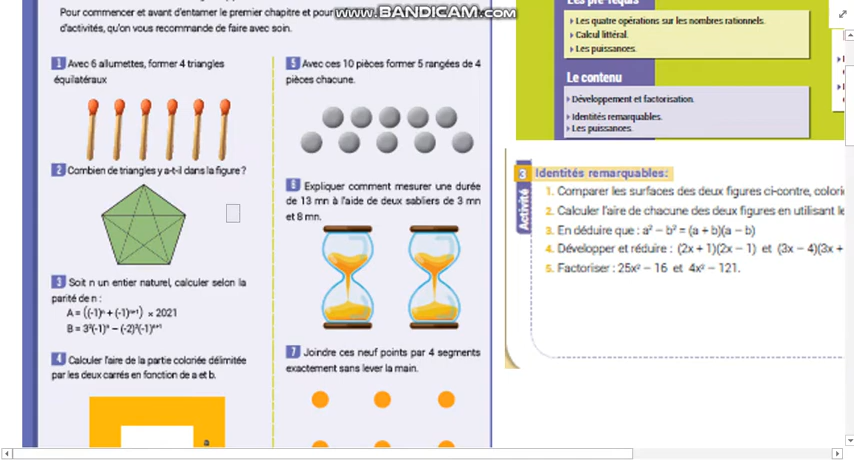 Pour commencer et avant d'entamer le premier chapitre et pour
www.BANDICAM.com
d'activités, qu'on vous recommande de faire avec soin.
1 Avec 6 allumettes, former 4 triangles
équilatéraux
2 Combien de triangles y a-t-il dans la figure ?
3 Soit n un entier naturel, calculer selon la
parité de n :
A = ((-1)ⁿ + (-1)ⁿ⁺¹) × 2021
B = 3²(-1)ⁿ – (-2)³(-1)ⁿ⁺¹
4 Calculer l'aire de la partie coloriée délimitée
par les deux carrés en fonction de a et b.
a
5 Avec ces 10 pièces former 5 rangées de 4
pièces chacune.
6 Expliquer comment mesurer une durée
de 13 mn à l'aide de deux sabliers de 3 mn
et 8 mn.
7 Joindre ces neuf points par 4 segments
exactement sans lever la main.
Les pré-requis
Les quatre opérations sur les nombres rationnels.
Calcul littéral.
Les puissances.
Le contenu
Développement et factorisation.
Identités remarquables.
Les puissances.
Activité
3 Identités remarquables:
1. Comparer les surfaces des deux figures ci-contre, colori
2. Calculer l'aire de chacune des deux figures en utilisant le
3. En déduire que : a² – b² = (a + b)(a – b)
4. Développer et réduire : (2x + 1)(2x – 1) et (3x – 4)(3x +
5. Factoriser : 25x² – 16 et 4x² – 121.